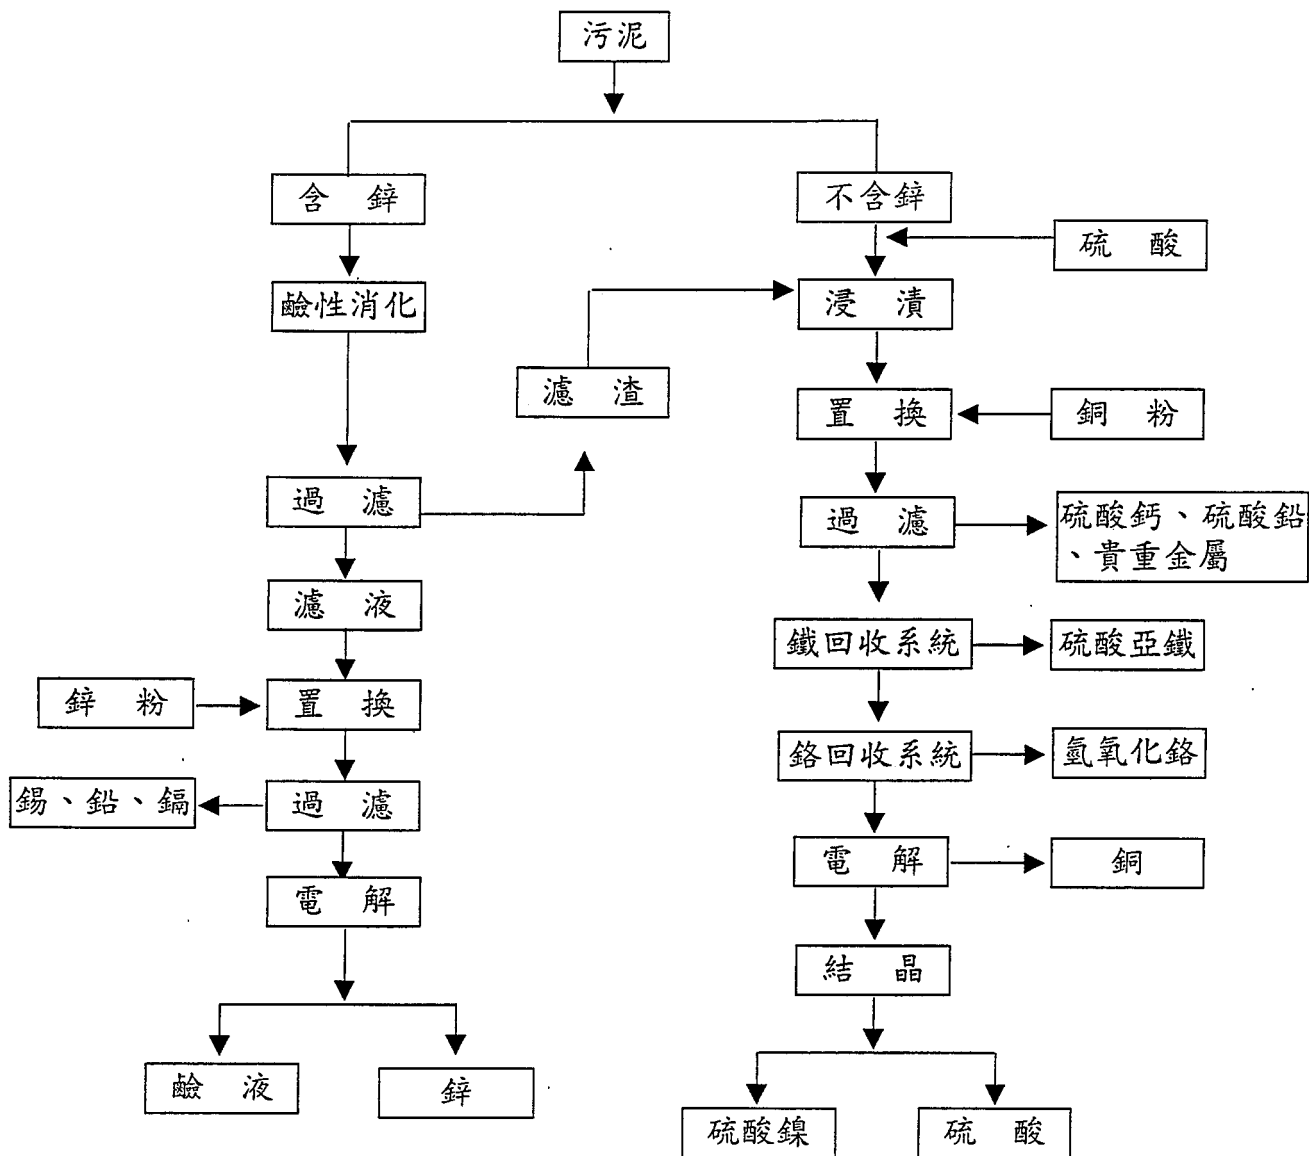 污泥
含 鋅
不含鋅
硫 酸
鹼性消化
浸 漬
濾 渣
置 換
銅 粉
過 濾
過 濾
硫酸鈣、硫酸鉛
、貴重金屬
濾 液
鐵回收系統
硫酸亞鐵
鋅 粉
置 換
鉻回收系統
氫氧化鉻
錫、鉛、鎘
過 濾
電 解
銅
電 解
結 晶
鹼 液
鋅
硫酸鎳
硫 酸